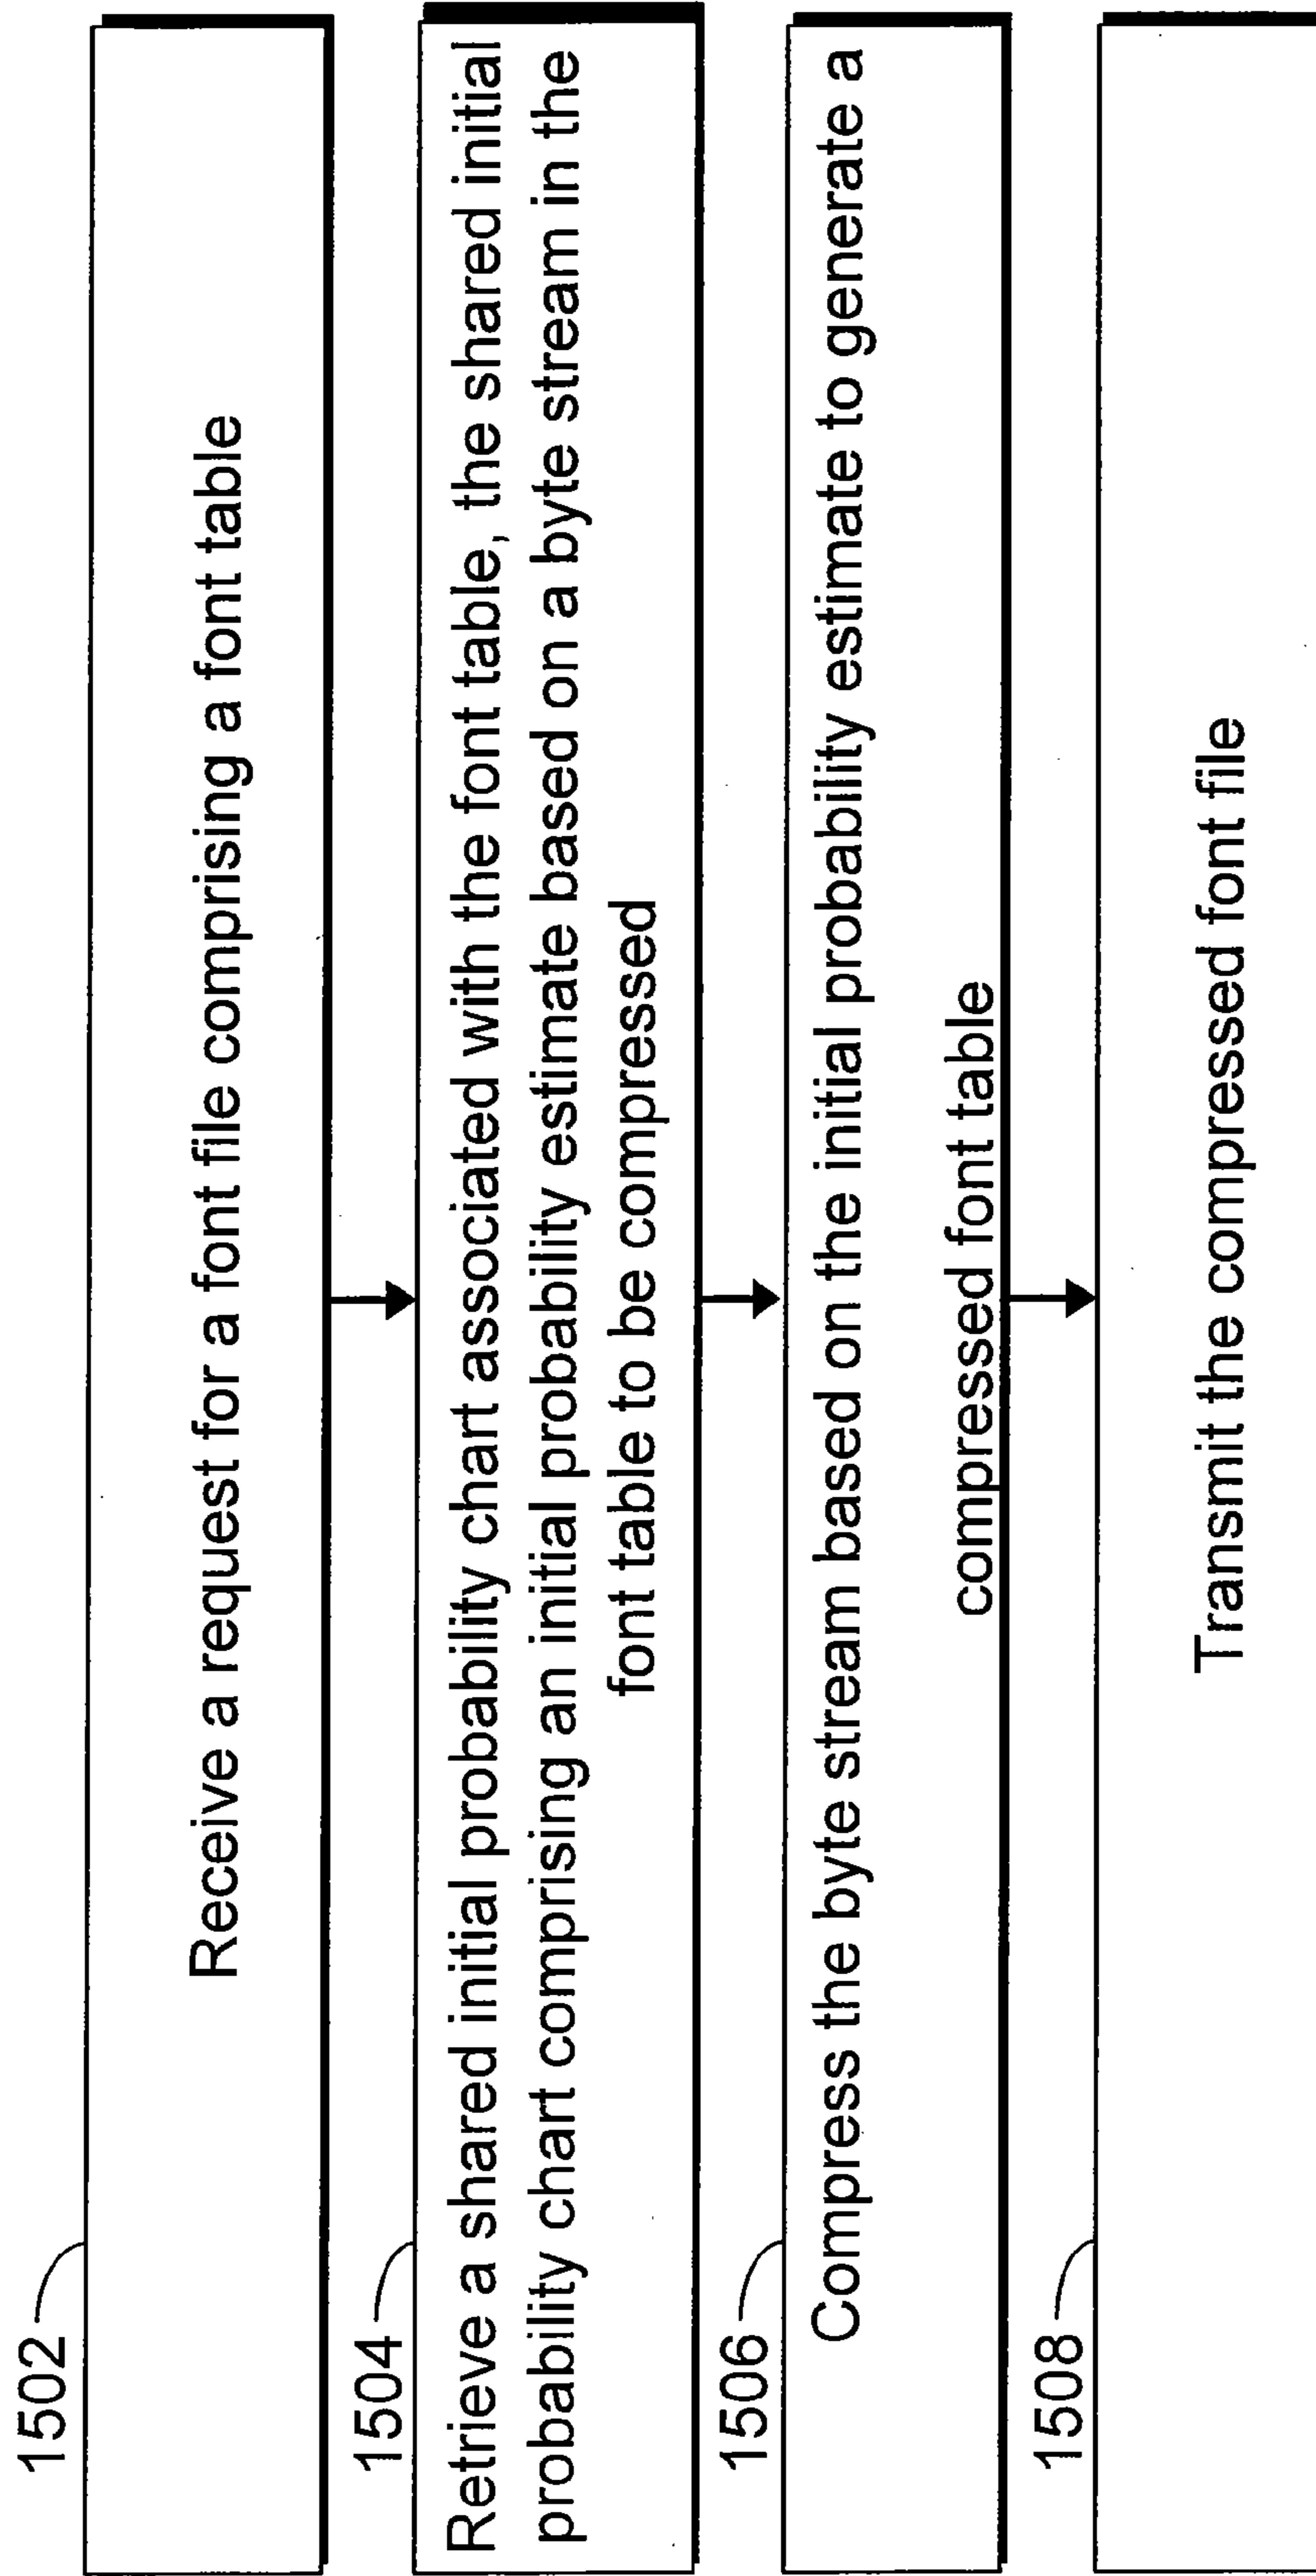 1502
Receive a request for a font file comprising a font table
1504
Retrieve a shared initial probability chart associated with the font table, the shared initial
probability chart comprising an initial probability estimate based on a byte stream in the
font table to be compressed
1506
Compress the byte stream based on the initial probability estimate to generate a
compressed font table
1508
Transmit the compressed font file